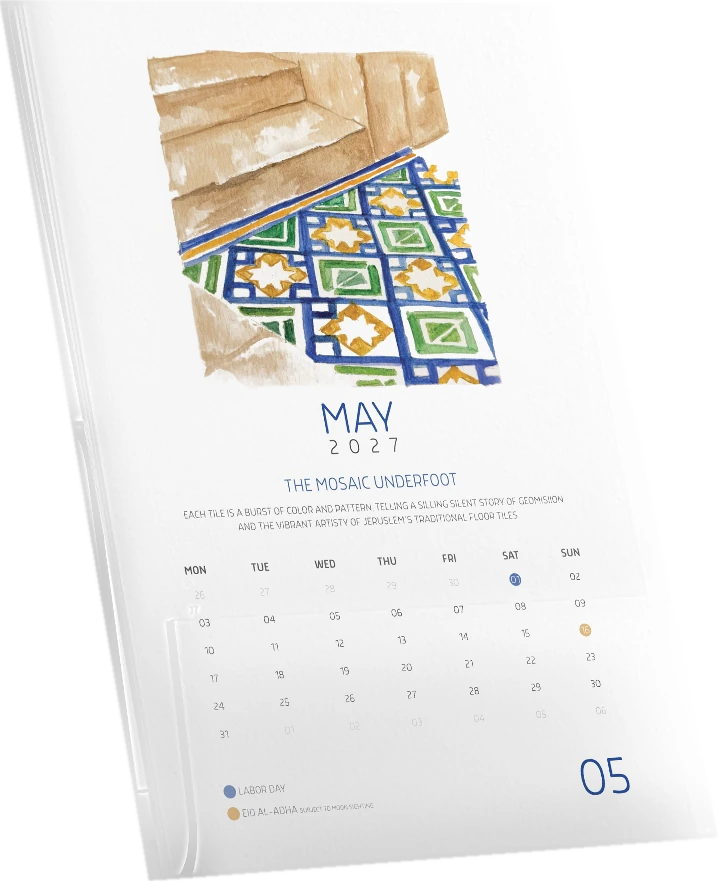 MAY
2027
THE MOSAIC UNDERFOOT
EACH TILE IS A BURST OF COLOR AND PATTERN, TELLING A SILLING SILENT STORY OF
AND THE VIBRANT ARTISTY OF JERUSLEM'S TRADITIONAL FLOOR TILES
MON TUE WED THU FRI SAT SUN
26 27 28 29 30 01 02
03 04 05 06 07 08 09
10 11 12 13 14 15 16
17 18 19 20 21 22 23
24 25 26 27 28 29 30
31 01 02 03 04 05 06
LABOR DAY
EID AL-ADHA SUBJECT TO MOON SIGHTING
05